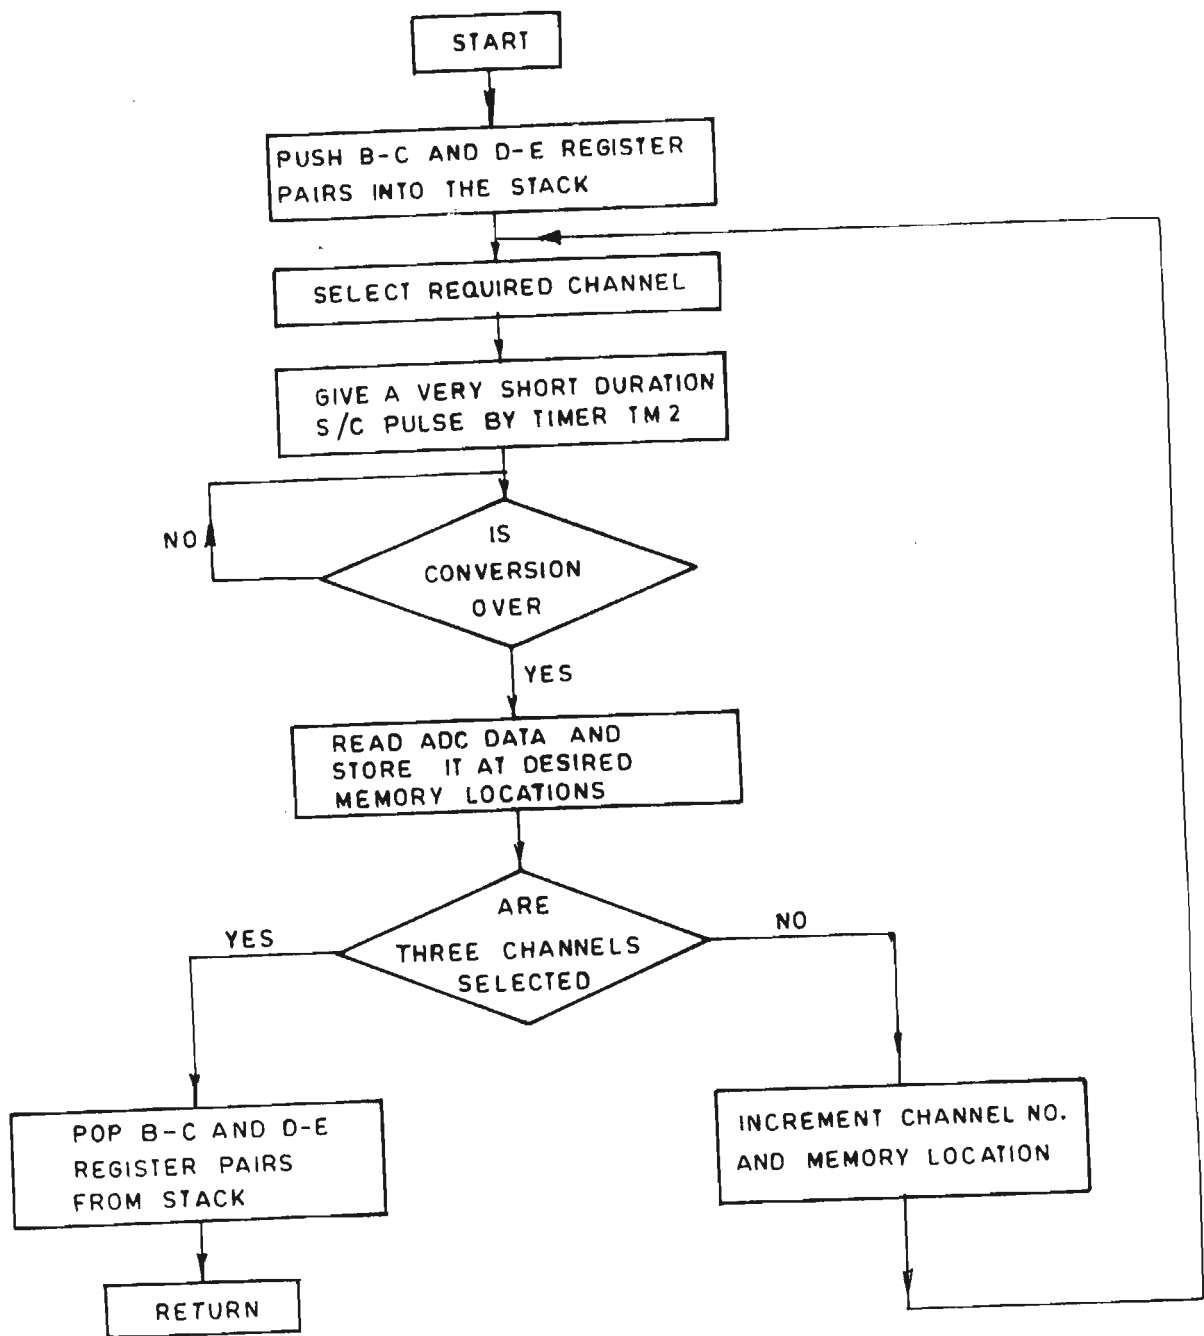 START
PUSH B-C AND D-E REGISTER
PAIRS INTO THE STACK
SELECT REQUIRED CHANNEL
GIVE A VERY SHORT DURATION
S/C PULSE BY TIMER TM2
NO
IS
CONVERSION
OVER
YES
READ ADC DATA AND
STORE IT AT DESIRED
MEMORY LOCATIONS
ARE
THREE CHANNELS
SELECTED
YES
NO
POP B-C AND D-E
REGISTER PAIRS
FROM STACK
INCREMENT CHANNEL NO.
AND MEMORY LOCATION
RETURN